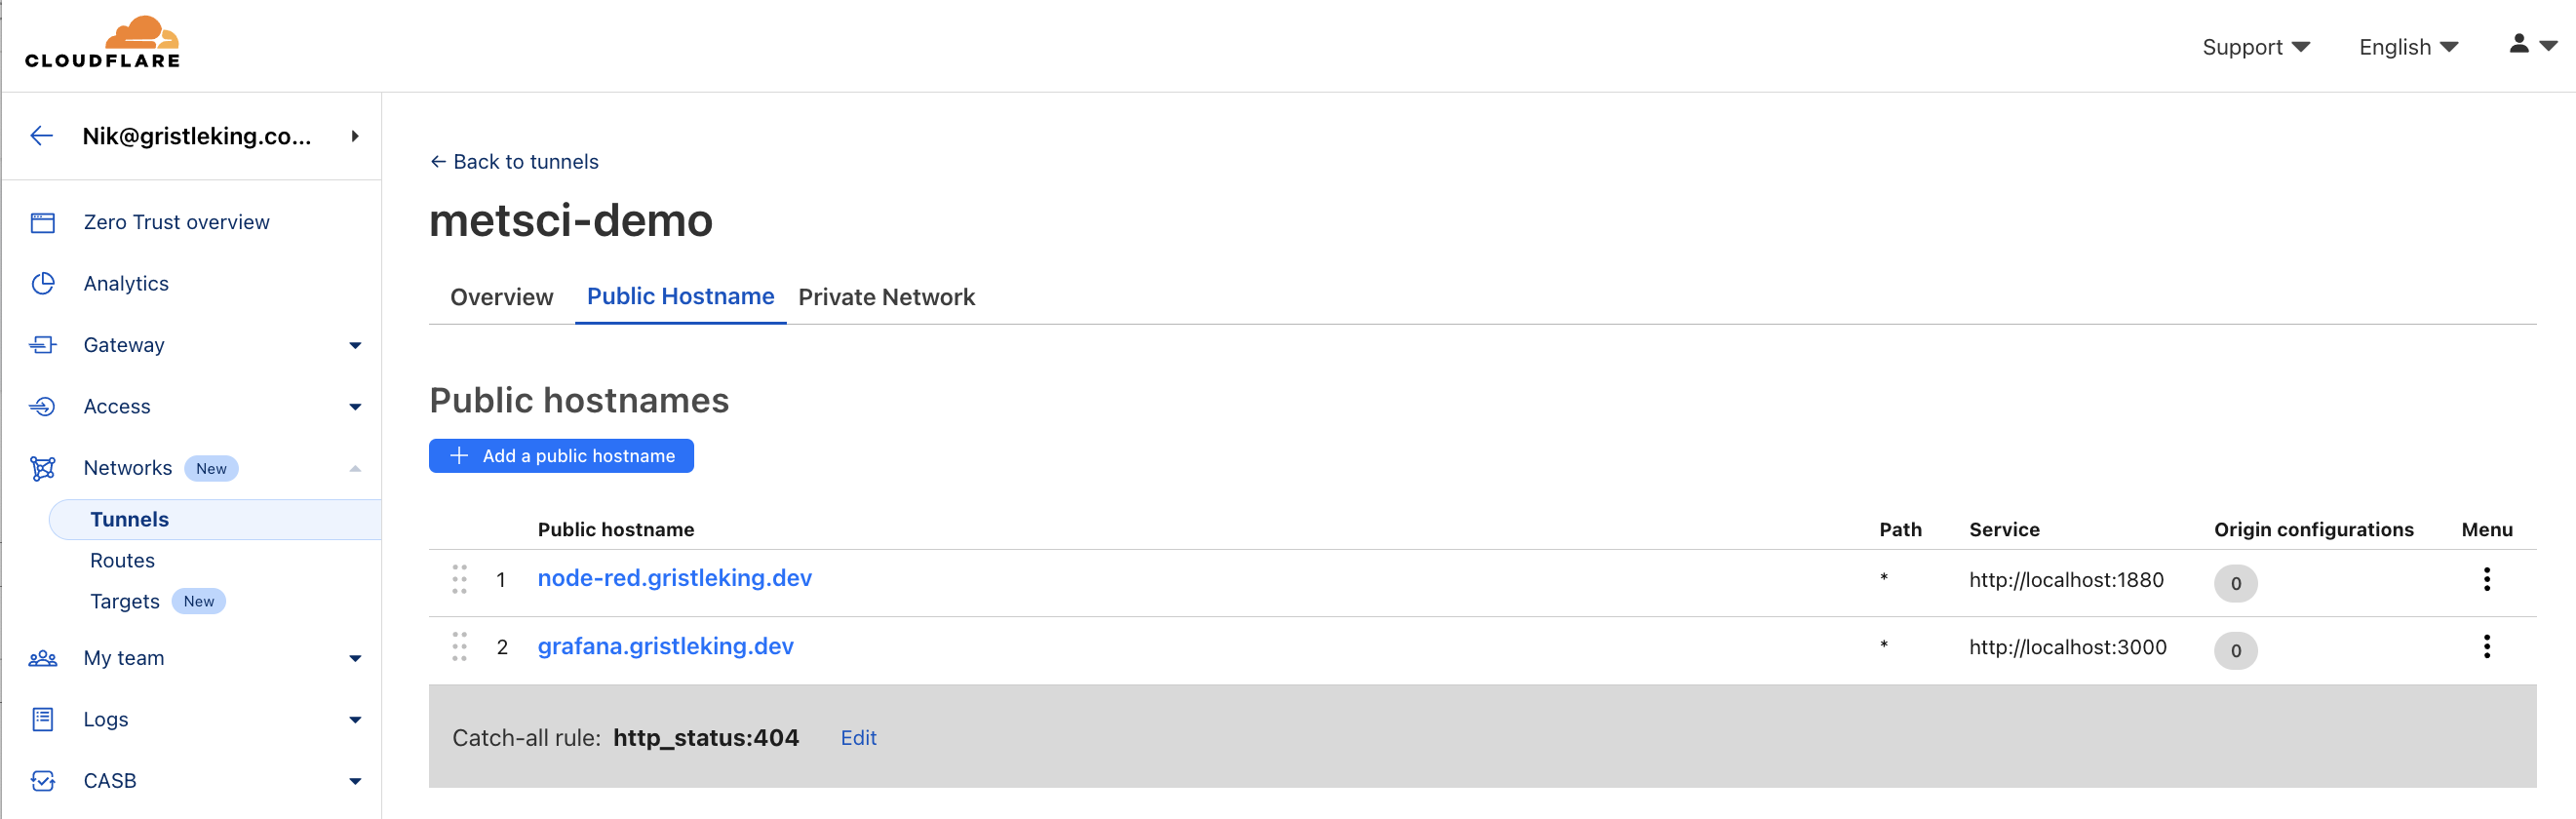 CLOUDFLARE
Support
English
Nik@gristleking.co...
Zero Trust overview
Analytics
Gateway
Access
Networks New
Tunnels
Routes
Targets New
My team
Logs
CASB
← Back to tunnels
metsci-demo
Overview Public Hostname Private Network
Public hostnames
+ Add a public hostname
Public hostname Path Service Origin configurations Menu
1 node-red.gristleking.dev * http://localhost:1880 0
2 grafana.gristleking.dev * http://localhost:3000 0
Catch-all rule: http_status:404 Edit